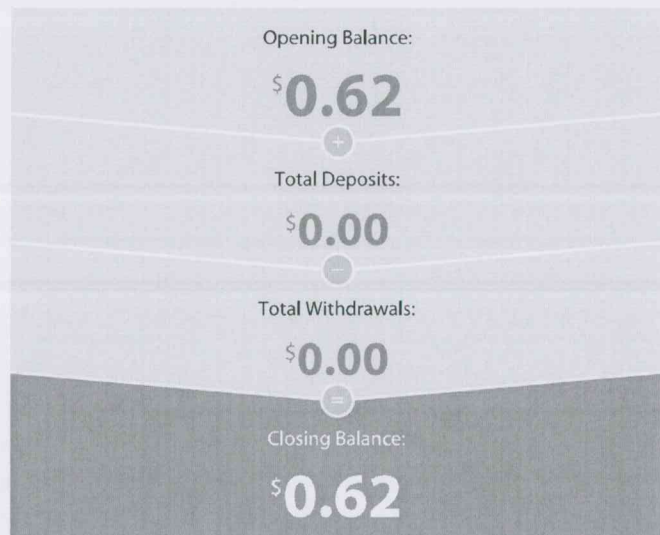 Opening Balance:
$0.62
+
Total Deposits:
$0.00
−
Total Withdrawals:
$0.00
=
Closing Balance:
$0.62